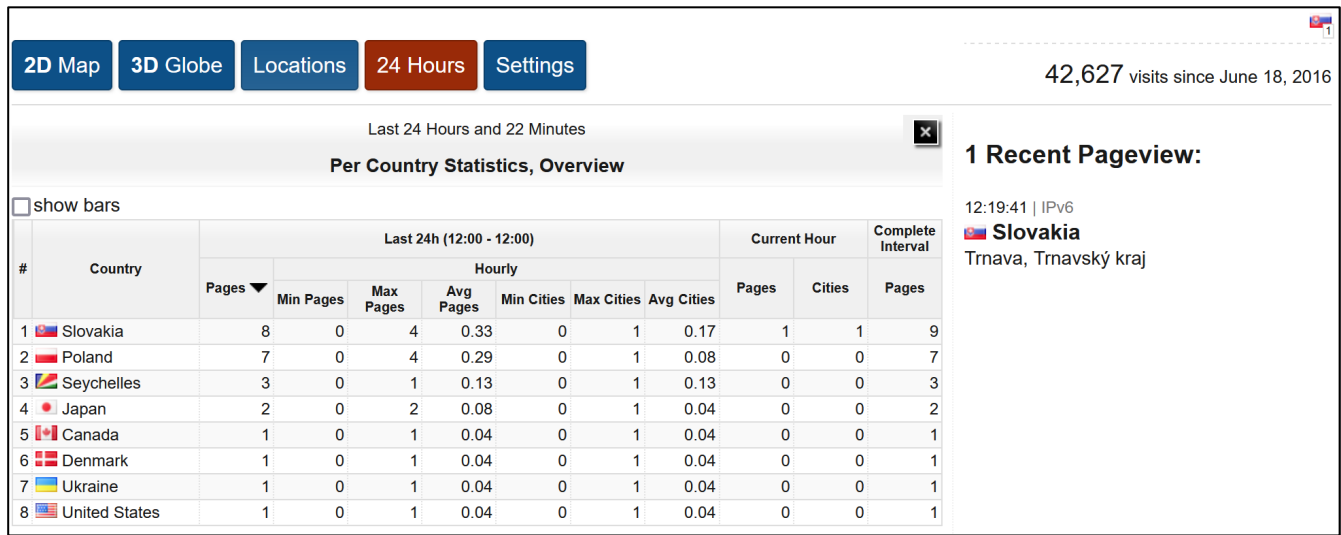 1
2D Map 3D Globe Locations 24 Hours Settings
42,627 visits since June 18, 2016
Last 24 Hours and 22 Minutes
Per Country Statistics, Overview
show bars
# Country Last 24h (12:00 - 12:00) Current Hour Complete Interval
Pages Hourly Pages Cities Pages
Min Pages Max Pages Avg Pages Min Cities Max Cities Avg Cities
1 Slovakia 8 0 4 0.33 0 1 0.17 1 1 9
2 Poland 7 0 4 0.29 0 1 0.08 0 0 7
3 Seychelles 3 0 1 0.13 0 1 0.13 0 0 3
4 Japan 2 0 2 0.08 0 1 0.04 0 0 2
5 Canada 1 0 1 0.04 0 1 0.04 0 0 1
6 Denmark 1 0 1 0.04 0 1 0.04 0 0 1
7 Ukraine 1 0 1 0.04 0 1 0.04 0 0 1
8 United States 1 0 1 0.04 0 1 0.04 0 0 1
1 Recent Pageview:
12:19:41 | IPv6
Slovakia
Trnava, Trnavský kraj